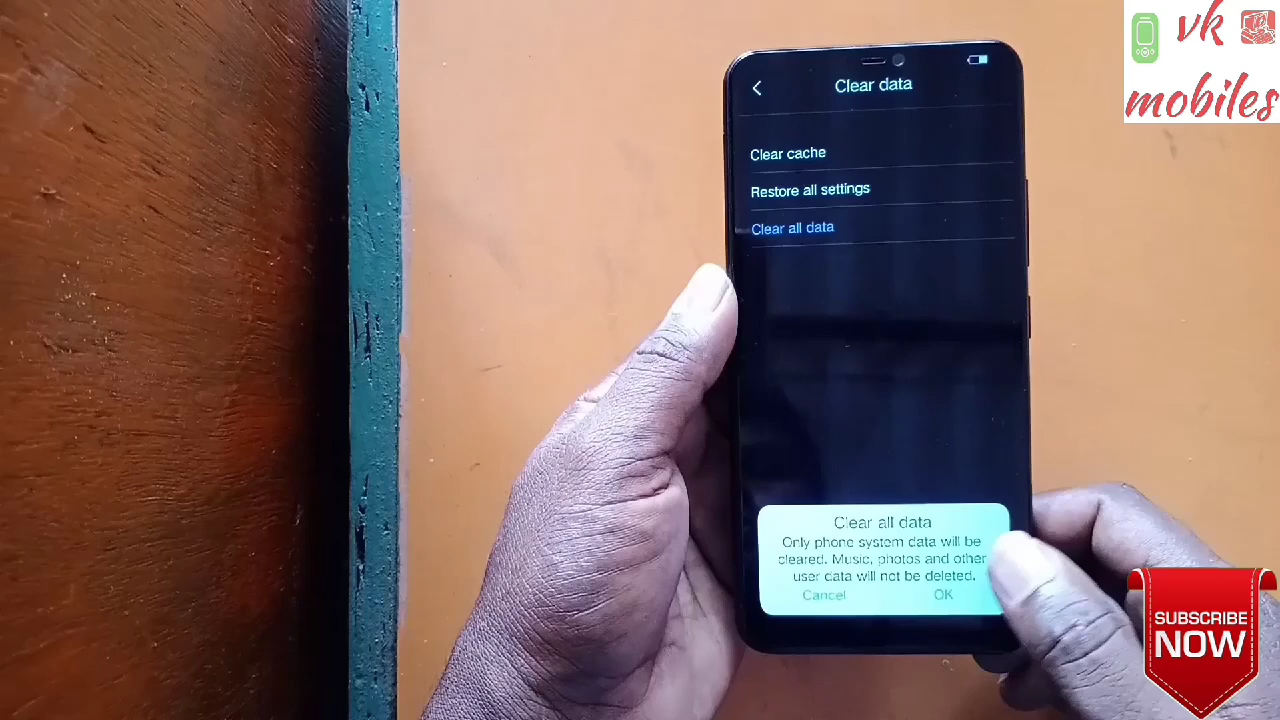 vk
mobiles
Clear data
Clear cache
Restore all settings
Clear all data
Clear all data
Only phone system data will be
cleared. Music, photos and other
user data will not be deleted.
Cancel OK
SUBSCRIBE
NOW